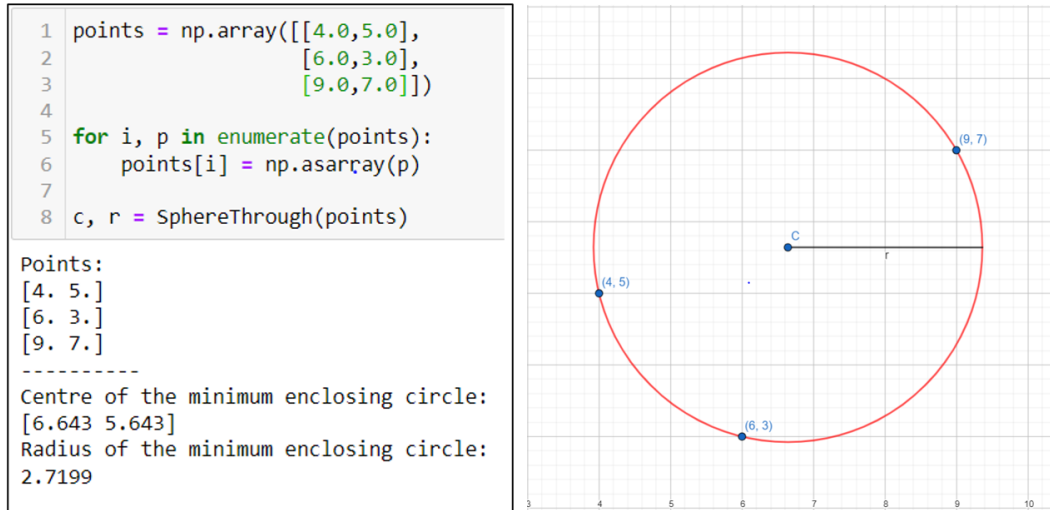 1 points = np.array([[4.0,5.0],
2 [6.0,3.0],
3 [9.0,7.0]])
4
5 for i, p in enumerate(points):
6 points[i] = np.asarray(p)
7
8 c, r = SphereThrough(points)
Points:
[4. 5.]
[6. 3.]
[9. 7.]
----------
Centre of the minimum enclosing circle:
[6.643 5.643]
Radius of the minimum enclosing circle:
2.7199
(9, 7)
C
r
(4, 5)
(6, 3)
3 4 5 6 7 8 9 10